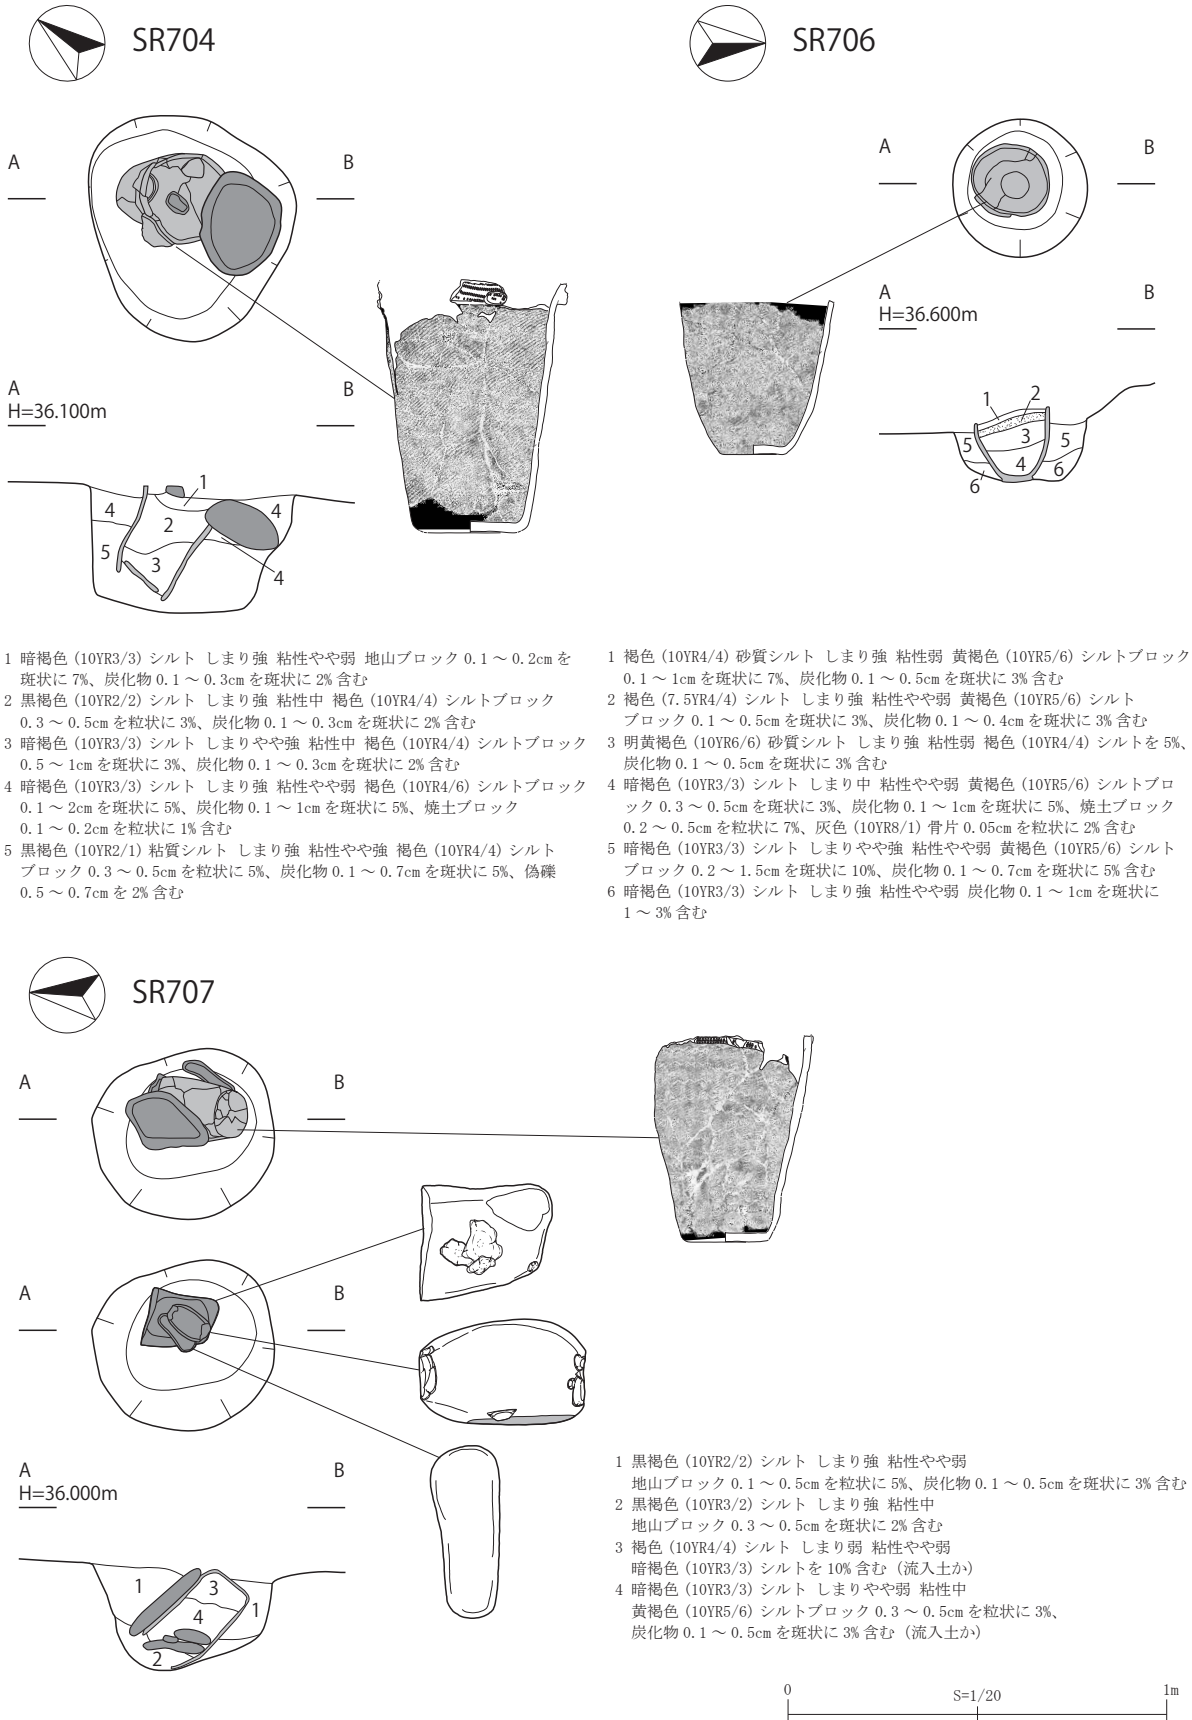 SR704
A B
A B
H=36.100m
1
2
3
4
4
4
5
1 暗褐色 (10YR3/3) シルト しまり強 粘性やや弱 地山ブロック 0.1 ～ 0.2cm を
斑状に 7%、炭化物 0.1 ～ 0.3cm を斑状に 2% 含む
2 黒褐色 (10YR2/2) シルト しまり強 粘性中 褐色 (10YR4/4) シルトブロック
0.3 ～ 0.5cm を粒状に 3%、炭化物 0.1 ～ 0.3cm を斑状に 2% 含む
3 暗褐色 (10YR3/3) シルト しまりやや強 粘性中 褐色 (10YR4/4) シルトブロック
0.5 ～ 1cm を斑状に 3%、炭化物 0.1 ～ 0.3cm を斑状に 2% 含む
4 暗褐色 (10YR3/3) シルト しまり強 粘性やや弱 褐色 (10YR4/6) シルトブロック
0.1 ～ 2cm を斑状に 5%、炭化物 0.1 ～ 1cm を斑状に 5%、焼土ブロック
0.1 ～ 0.2cm を粒状に 1% 含む
5 黒褐色 (10YR2/1) 粘質シルト しまり強 粘性やや強 褐色 (10YR4/4) シルト
ブロック 0.3 ～ 0.5cm を粒状に 5%、炭化物 0.1 ～ 0.7cm を斑状に 5%、偽礫
0.5 ～ 0.7cm を 2% 含む
SR706
A B
A B
H=36.600m
1
2
3
4
5
5
6
6
1 褐色 (10YR4/4) 砂質シルト しまり強 粘性弱 黄褐色 (10YR5/6) シルトブロック
0.1 ～ 1cm を斑状に 7%、炭化物 0.1 ～ 0.5cm を斑状に 3% 含む
2 褐色 (7.5YR4/4) シルト しまり強 粘性やや弱 黄褐色 (10YR5/6) シルト
ブロック 0.1 ～ 0.5cm を斑状に 3%、炭化物 0.1 ～ 0.4cm を斑状に 3% 含む
3 明黄褐色 (10YR6/6) 砂質シルト しまり強 粘性弱 褐色 (10YR4/4) シルトを 5%、
炭化物 0.1 ～ 0.5cm を斑状に 3% 含む
4 暗褐色 (10YR3/3) シルト しまり中 粘性やや弱 黄褐色 (10YR5/6) シルトブロ
ック 0.3 ～ 0.5cm を斑状に 3%、炭化物 0.1 ～ 1cm を斑状に 5%、焼土ブロック
0.2 ～ 0.5cm を粒状に 7%、灰色 (10YR8/1) 骨片 0.05cm を粒状に 2% 含む
5 暗褐色 (10YR3/3) シルト しまりやや強 粘性やや弱 黄褐色 (10YR5/6) シルト
ブロック 0.2 ～ 1.5cm を斑状に 10%、炭化物 0.1 ～ 0.7cm を斑状に 5% 含む
6 暗褐色 (10YR3/3) シルト しまり強 粘性やや弱 炭化物 0.1 ～ 1cm を斑状に
1 ～ 3% 含む
SR707
A B
A B
A B
H=36.000m
1
3
1
4
2
1 黒褐色 (10YR2/2) シルト しまり強 粘性やや弱
地山ブロック 0.1 ～ 0.5cm を粒状に 5%、炭化物 0.1 ～ 0.5cm を斑状に 3% 含む
2 黒褐色 (10YR3/2) シルト しまり強 粘性中
地山ブロック 0.3 ～ 0.5cm を斑状に 2% 含む
3 褐色 (10YR4/4) シルト しまり弱 粘性やや弱
暗褐色 (10YR3/3) シルトを 10% 含む (流入土か)
4 暗褐色 (10YR3/3) シルト しまりやや弱 粘性中
黄褐色 (10YR5/6) シルトブロック 0.3 ～ 0.5cm を粒状に 3%、
炭化物 0.1 ～ 0.5cm を斑状に 3% 含む (流入土か)
0 S=1/20 1m